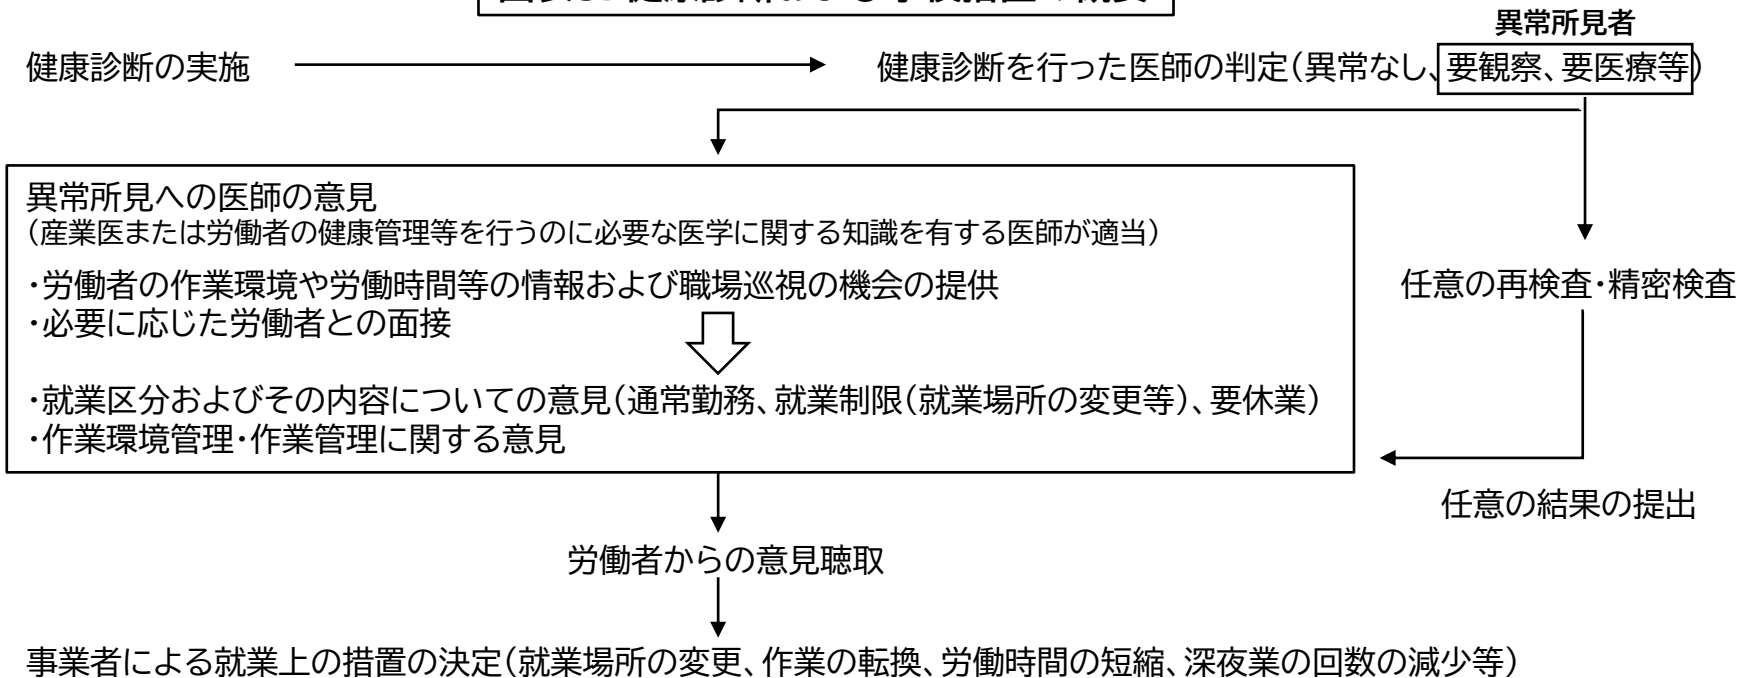 異常所見者
健康診断の実施
健康診断を行った医師の判定(異常なし、要観察、要医療等)
異常所見への医師の意見
(産業医または労働者の健康管理等を行うのに必要な医学に関する知識を有する医師が適当)
・労働者の作業環境や労働時間等の情報および職場巡視の機会の提供
・必要に応じた労働者との面接
・就業区分およびその内容についての意見(通常勤務、就業制限(就業場所の変更等)、要休業)
・作業環境管理・作業管理に関する意見
任意の再検査・精密検査
任意の結果の提出
労働者からの意見聴取
事業者による就業上の措置の決定(就業場所の変更、作業の転換、労働時間の短縮、深夜業の回数の減少等)